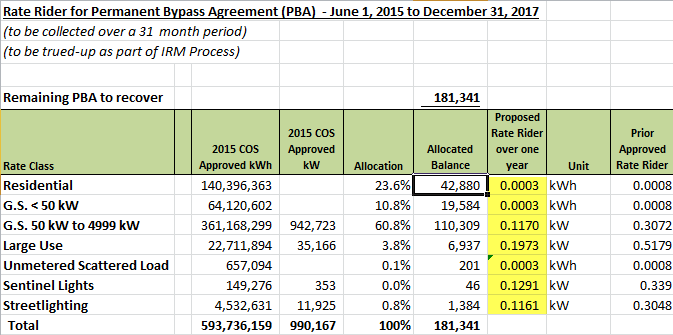 Rate Rider for Permanent Bypass Agreement (PBA) - June 1, 2015 to December 31, 2017
(to be collected over a 31 month period)
(to be trued-up as part of IRM Process)
Remaining PBA to recover 181,341
Rate Class 2015 COS Approved kWh 2015 COS Approved kW Allocation Allocated Balance Proposed Rate Rider over one year Unit Prior Approved Rate Rider
Residential 140,396,363 23.6% 42,880 0.0003 kWh 0.0008
G.S. < 50 kW 64,120,602 10.8% 19,584 0.0003 kWh 0.0008
G.S. 50 kW to 4999 kW 361,168,299 942,723 60.8% 110,309 0.1170 kW 0.3072
Large Use 22,711,894 35,166 3.8% 6,937 0.1973 kW 0.5179
Unmetered Scattered Load 657,094 0.1% 201 0.0003 kWh 0.0008
Sentinel Lights 149,276 353 0.0% 46 0.1291 kW 0.339
Streetlighting 4,532,631 11,925 0.8% 1,384 0.1161 kW 0.3048
Total 593,736,159 990,167 100% 181,341